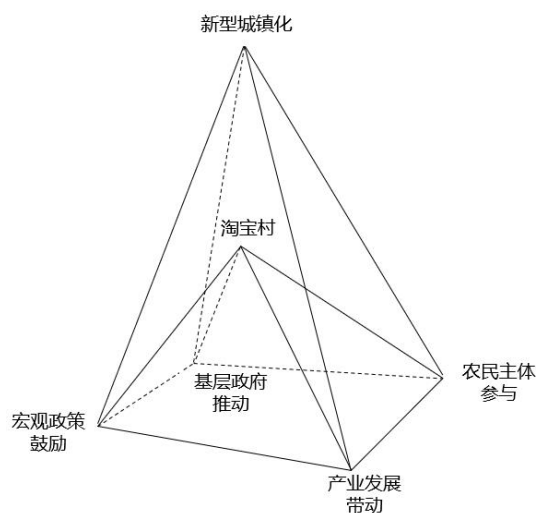 新型城镇化
淘宝村
基层政府
推动
农民主体
参与
宏观政策
鼓励
产业发展
带动